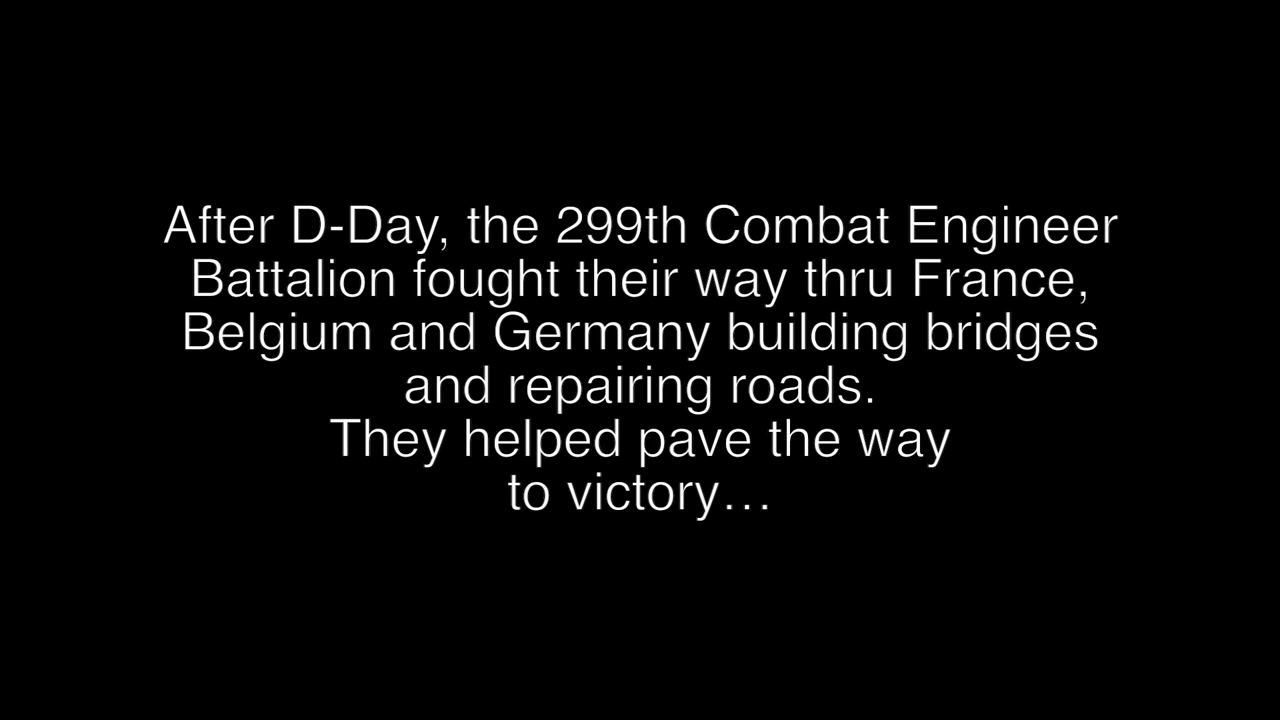 After D-Day, the 299th Combat Engineer
Battalion fought their way thru France,
Belgium and Germany building bridges
and repairing roads.
They helped pave the way
to victory…